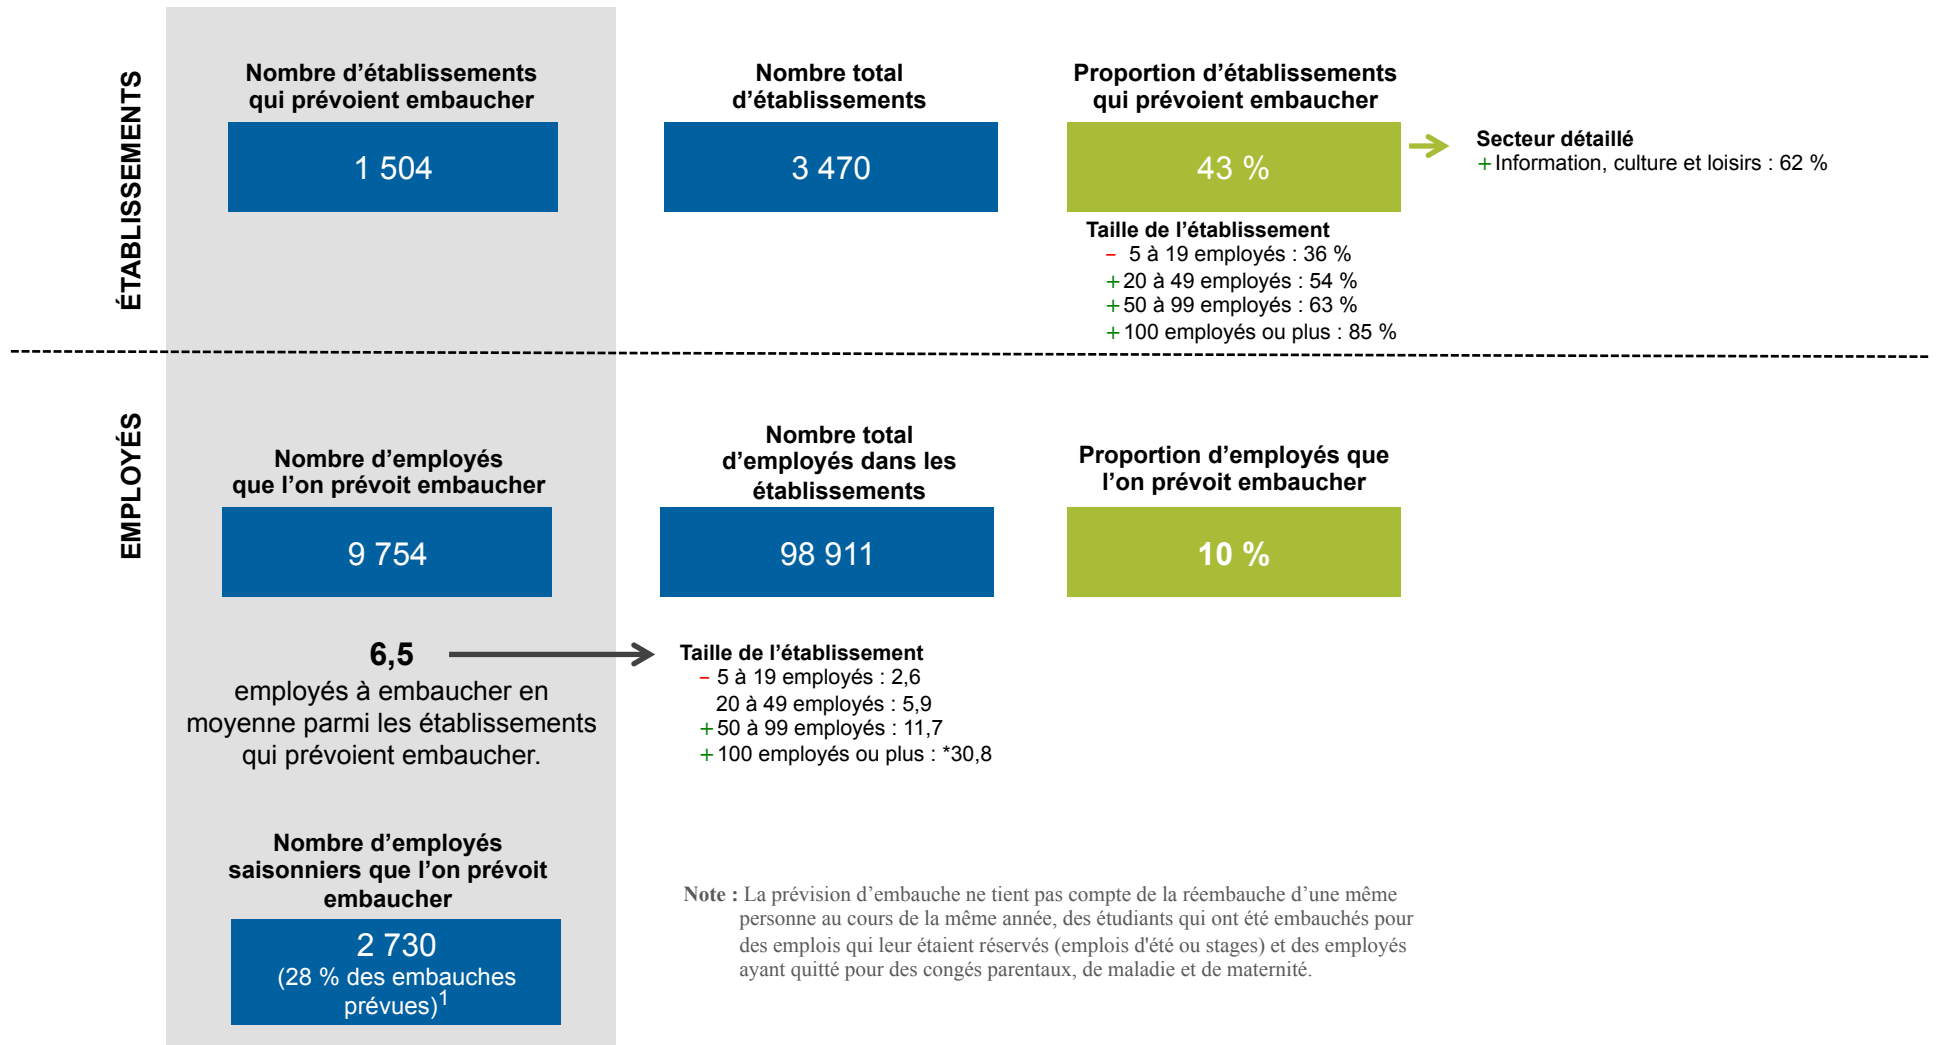 ÉTABLISSEMENTS
Nombre d’établissements
qui prévoient embaucher
1 504
Nombre total
d’établissements
3 470
Proportion d’établissements
qui prévoient embaucher
43 %
Secteur détaillé
+ Information, culture et loisirs : 62 %
Taille de l’établissement
– 5 à 19 employés : 36 %
+ 20 à 49 employés : 54 %
+ 50 à 99 employés : 63 %
+ 100 employés ou plus : 85 %
EMPLOYÉS
Nombre d’employés
que l’on prévoit embaucher
9 754
Nombre total
d’employés dans les
établissements
98 911
Proportion d’employés que
l’on prévoit embaucher
10 %
6,5
employés à embaucher en
moyenne parmi les établissements
qui prévoient embaucher.
Taille de l’établissement
– 5 à 19 employés : 2,6
20 à 49 employés : 5,9
+ 50 à 99 employés : 11,7
+ 100 employés ou plus : *30,8
Nombre d’employés
saisonniers que l’on prévoit
embaucher
2 730
(28 % des embauches
prévues)1
Note : La prévision d’embauche ne tient pas compte de la réembauche d’une même
personne au cours de la même année, des étudiants qui ont été embauchés pour
des emplois qui leur étaient réservés (emplois d'été ou stages) et des employés
ayant quitté pour des congés parentaux, de maladie et de maternité.